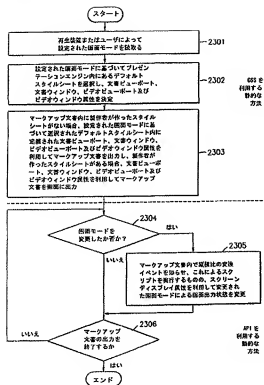 スタート
再生装置またはユーザによって
設定された画面モードを読取る
2301
設定された画面モードに基づいてプレゼン
テーションエンジン内にあるデフォルト
スタイルシートを選択し、文書ビューポート、
文書ウィンドウ、ビデオビューポート及び
ビデオウィンドウ属性を決定
2302
CSSを
利用する
静的な
方法
マークアップ文書内に製作者が作ったスタイル
シートがない場合、設定された画面モードに基
づいて選択されたデフォルトスタイルシート内に
定義された文書ビューポート、文書ウィンドウ、
ビデオビューポート及びビデオウィンドウ属性を
利用してマークアップ文書を出力し、製作者が
作ったスタイルシートがある場合、文書ビューポー
ト、文書ウィンドウ、ビデオビューポート及び
ビデオウィンドウ属性を利用してマークアップ
文書を画面に出力
2303
2304
画面モードを
変更したか否か?
はい
いいえ
2305
マークアップ文書内で縦横比の変換
イベントを知らせ、これによるスク
リプトを実行するものの、スクリーン
ディスプレイ属性を利用して変更さ
れた画面モードによる画面出力状態を変更
2306
いいえ
マークアップ
文書の出力を
終了するか
はい
APIを
利用する
動的な
方法
エンド